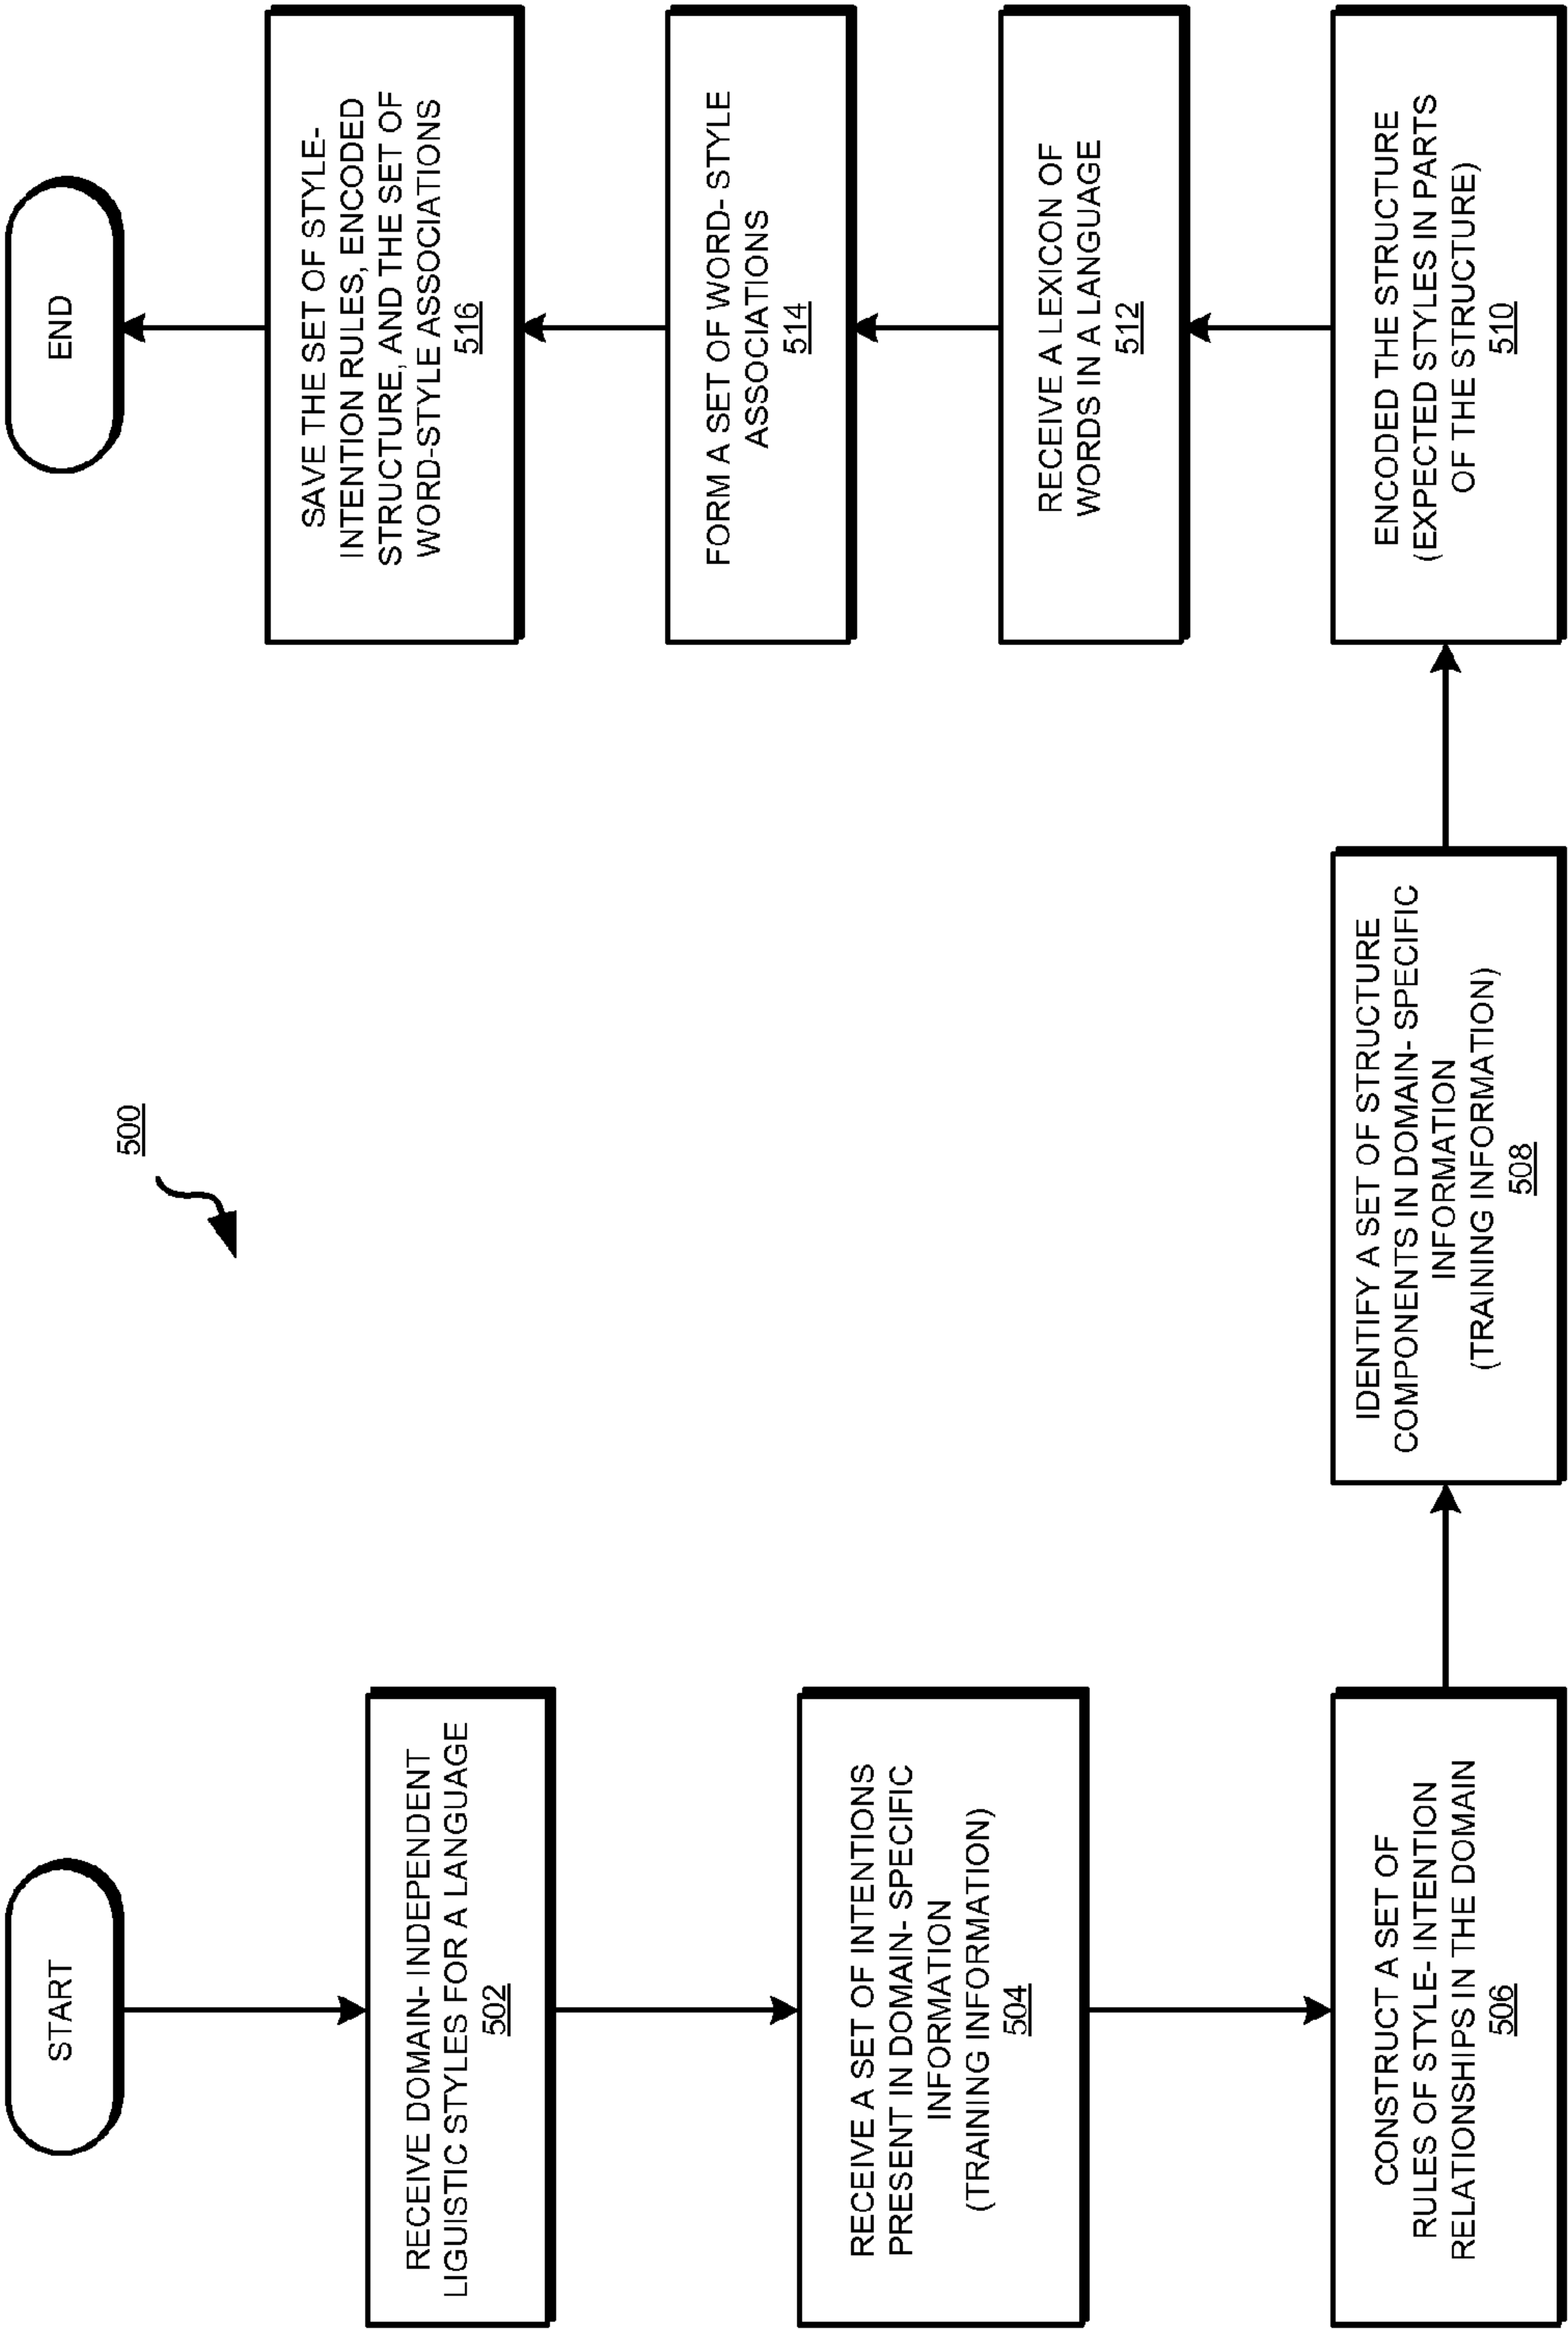 500
START
RECEIVE DOMAIN- INDEPENDENT
LIGUISTIC STYLES FOR A LANGUAGE
502
RECEIVE A SET OF INTENTIONS
PRESENT IN DOMAIN- SPECIFIC
INFORMATION
(TRAINING INFORMATION)
504
CONSTRUCT A SET OF
RULES OF STYLE- INTENTION
RELATIONSHIPS IN THE DOMAIN
506
IDENTIFY A SET OF STRUCTURE
COMPONENTS IN DOMAIN- SPECIFIC
INFORMATION
(TRAINING INFORMATION)
508
ENCODED THE STRUCTURE
(EXPECTED STYLES IN PARTS
OF THE STRUCTURE)
510
RECEIVE A LEXICON OF
WORDS IN A LANGUAGE
512
FORM A SET OF WORD- STYLE
ASSOCIATIONS
514
SAVE THE SET OF STYLE-
INTENTION RULES, ENCODED
STRUCTURE, AND THE SET OF
WORD-STYLE ASSOCIATIONS
516
END